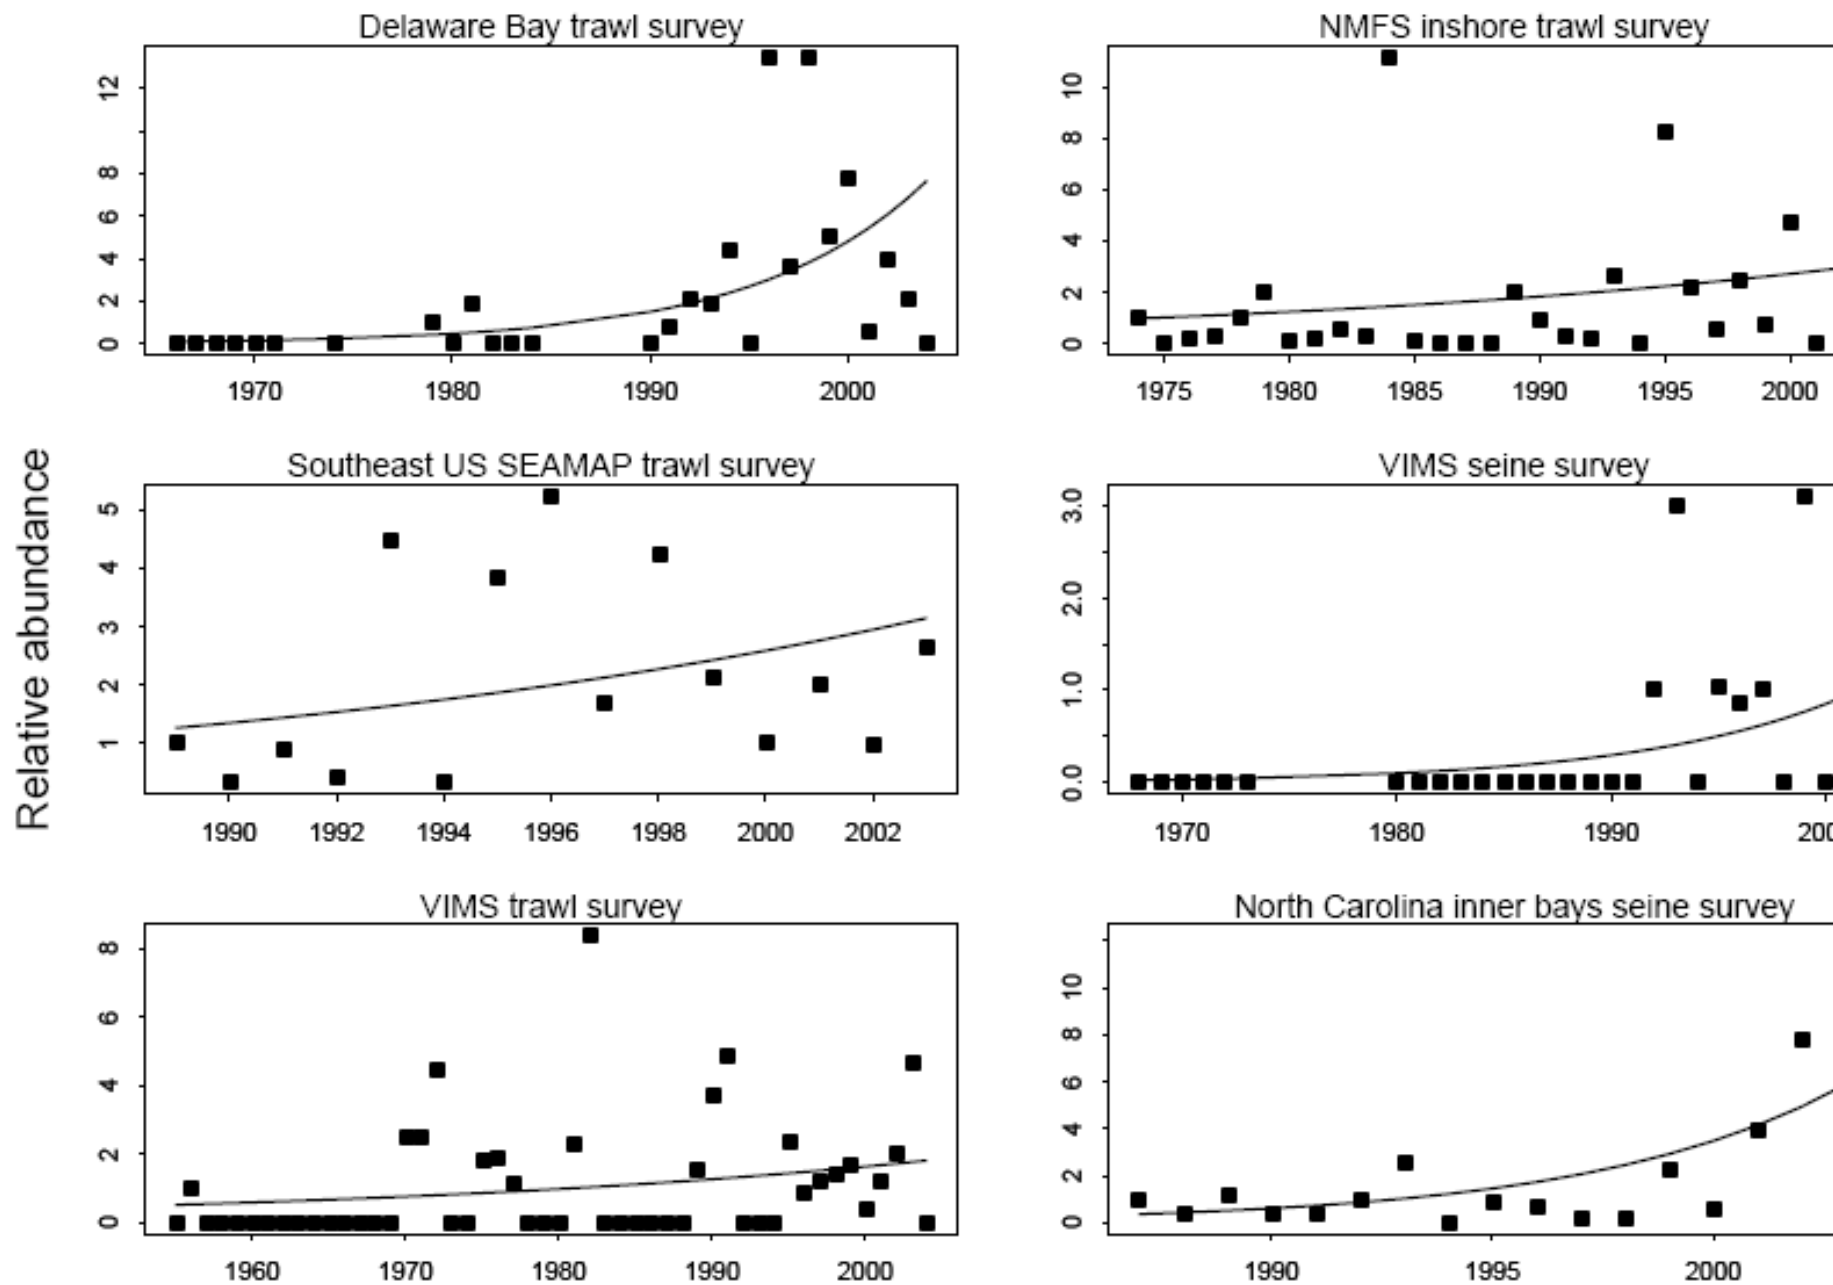 Relative abundance
Delaware Bay trawl survey
12
8
6
4
2
0
1970 1980 1990 2000
NMFS inshore trawl survey
10
8
6
4
2
0
1975 1980 1985 1990 1995 2000
Southeast US SEAMAP trawl survey
5
4
3
2
1
1990 1992 1994 1996 1998 2000 2002
VIMS seine survey
3.0
2.0
1.0
0.0
1970 1980 1990 200
VIMS trawl survey
8
6
4
2
0
1960 1970 1980 1990 2000
North Carolina inner bays seine survey
10
8
6
4
2
0
1990 1995 2000